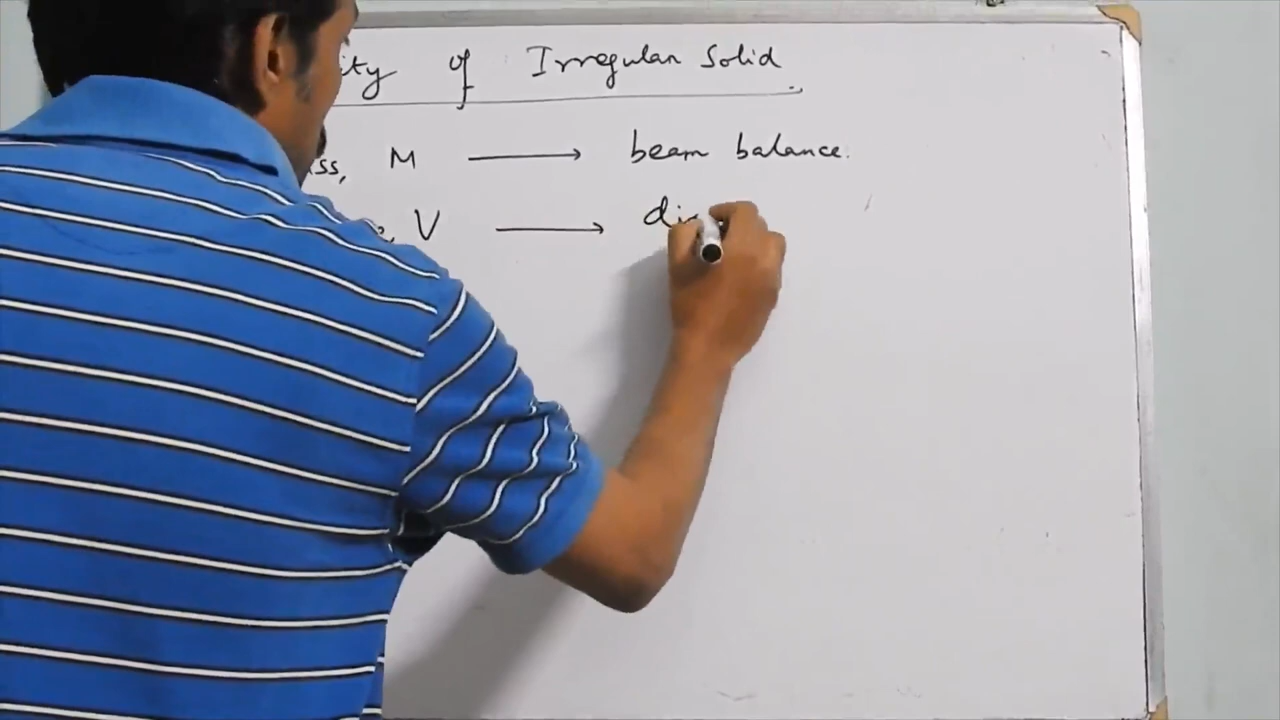 ity of Irregular Solid
ss, M → beam balance.
, V → di